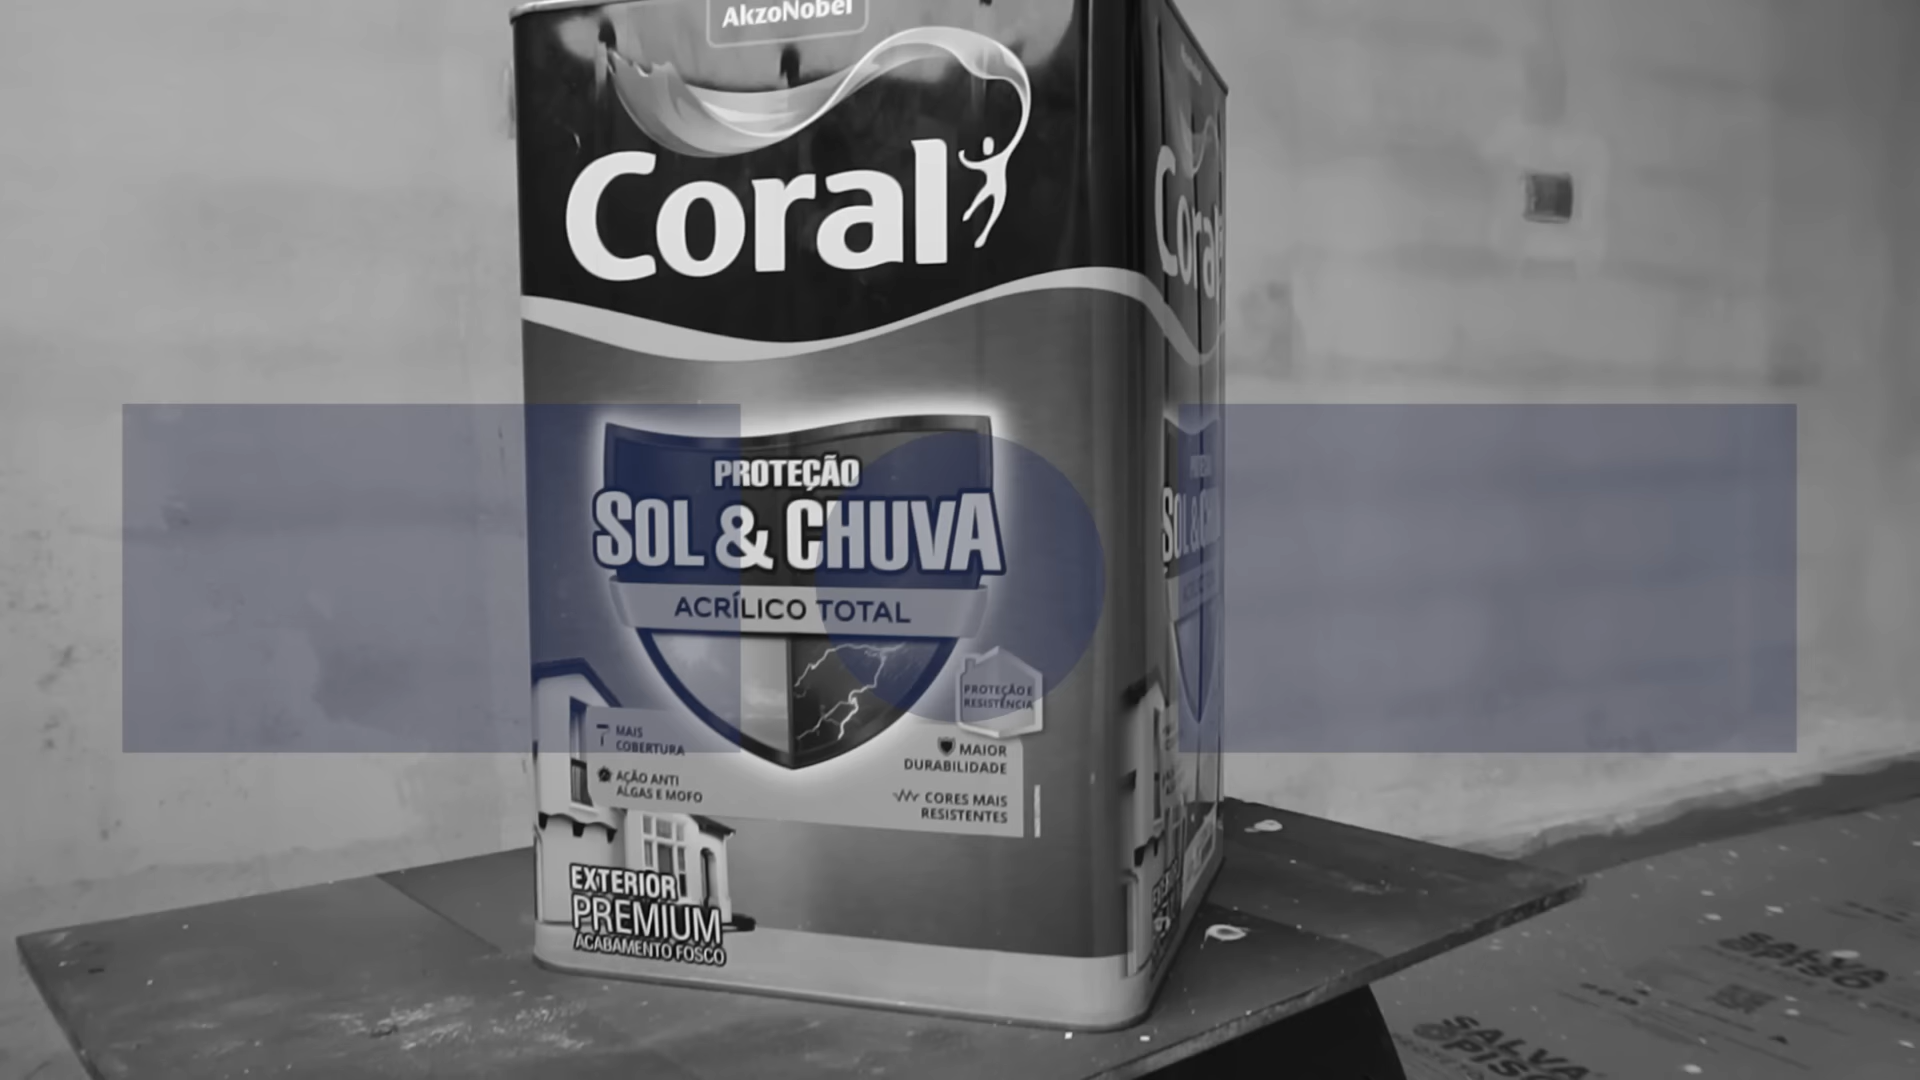 AkzoNobel
Coral
PROTEÇÃO
SOL & CHUVA
ACRÍLICO TOTAL
PROTEÇÃO E
RESISTÊNCIA
MAIS
COBERTURA
AÇÃO ANTI
ALGAS E MOFO
MAIOR
DURABILIDADE
CORES MAIS
RESISTENTES
EXTERIOR
PREMIUM
ACABAMENTO FOSCO
Coral
SOL &
SALVA
PISO
SALVA
PISO